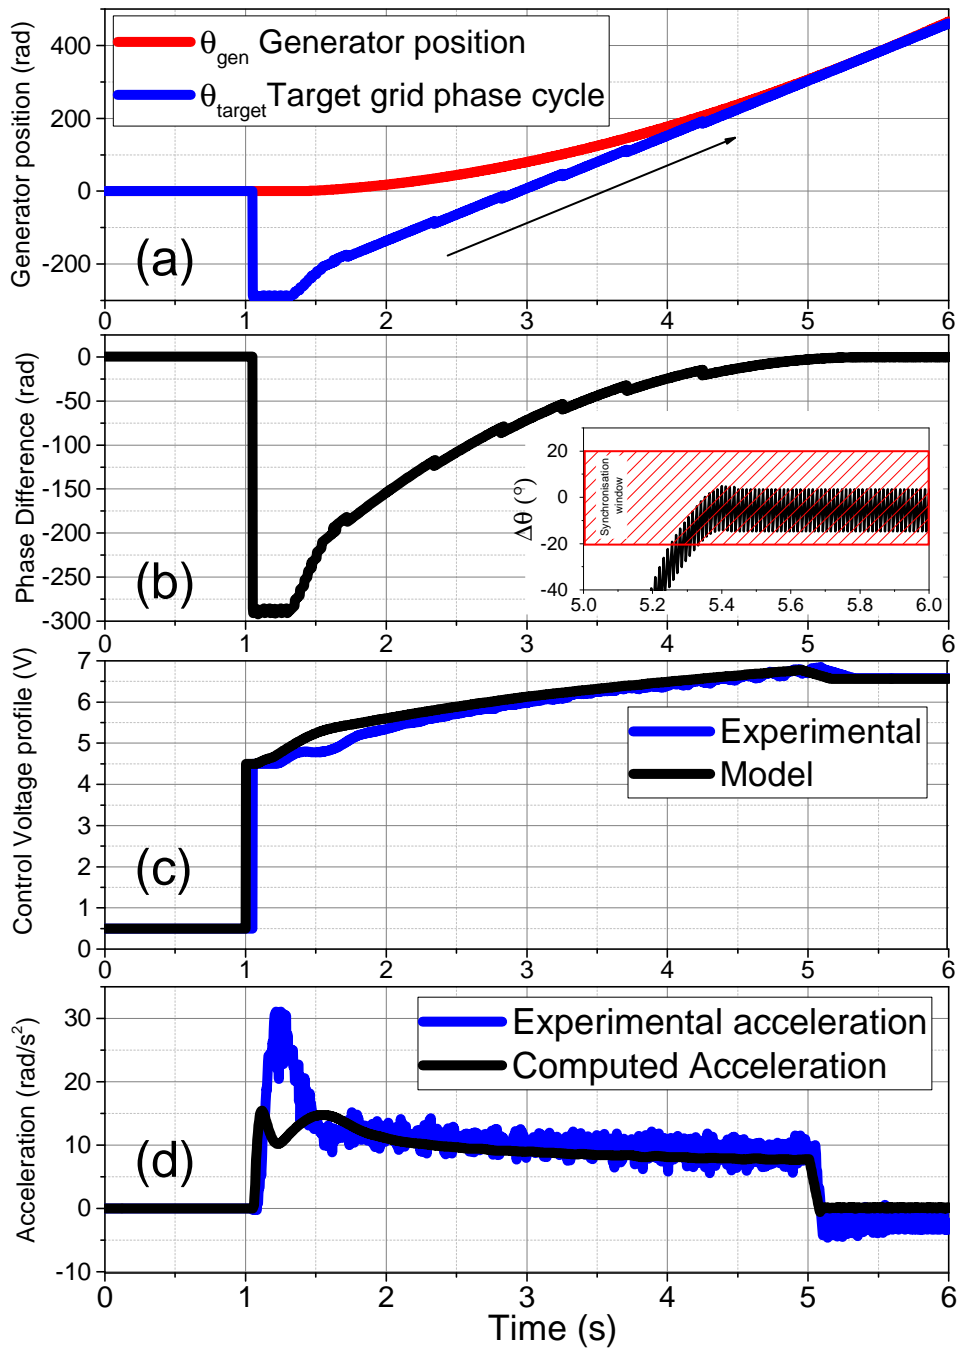 θgen Generator position
θtarget Target grid phase cycle
Generator position (rad)
400
200
0
-200
(a)
0 1 2 3 4 5 6
Phase Difference (rad)
0
-50
-100
-150
-200
-250
-300
(b)
Δθ (°)
20
0
-20
-40
Synchronisation
window
5.0 5.2 5.4 5.6 5.8 6.0
0 1 2 3 4 5 6
Control Voltage profile (V)
7
6
5
4
3
2
1
0
Experimental
Model
(c)
0 1 2 3 4 5 6
Acceleration (rad/s²)
30
20
10
0
-10
Experimental acceleration
Computed Acceleration
(d)
0 1 2 3 4 5 6
Time (s)